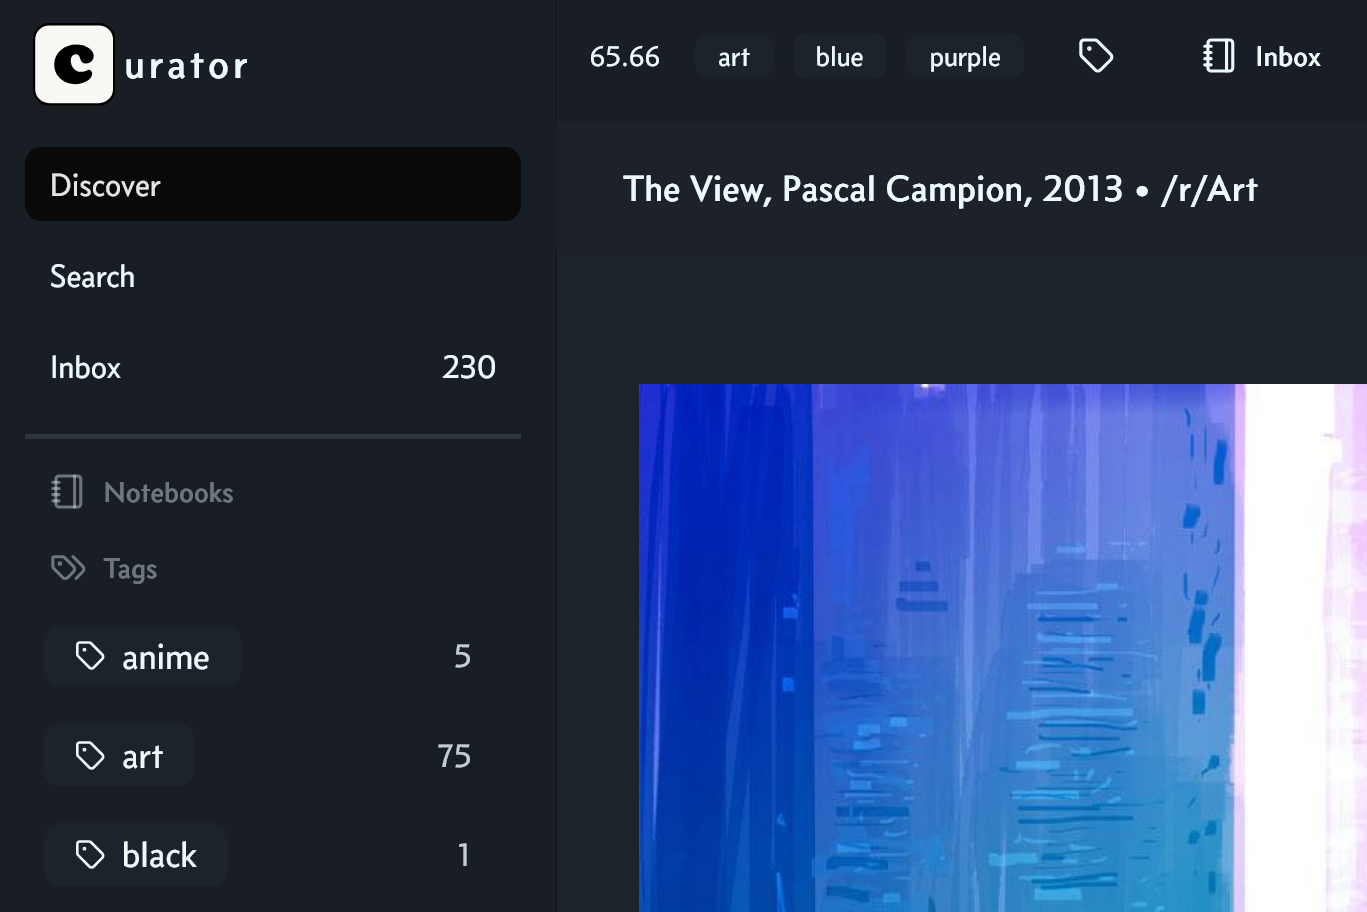 Curator
Discover
Search
Inbox 230
Notebooks
Tags
anime 5
art 75
black 1
65.66 art blue purple Inbox
The View, Pascal Campion, 2013 • /r/Art